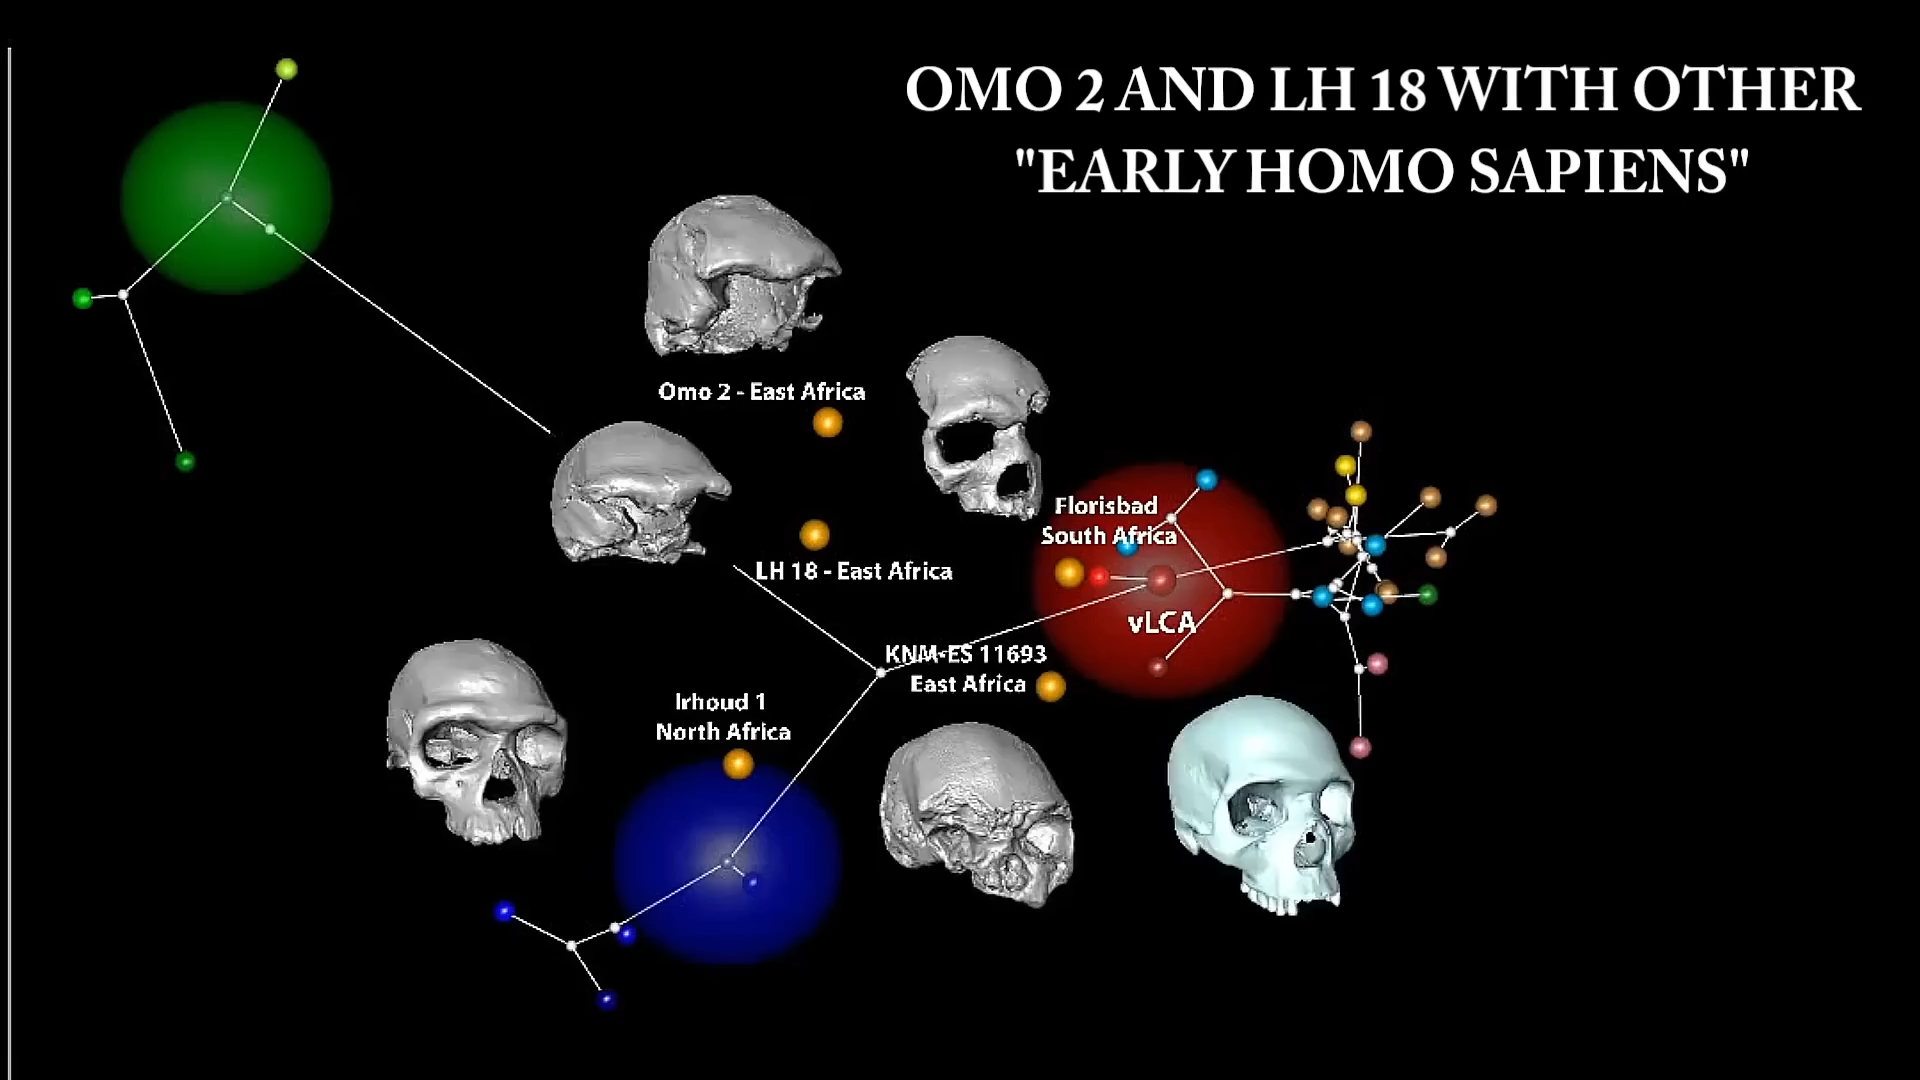 OMO 2 AND LH 18 WITH OTHER
"EARLY HOMO SAPIENS"
Omo 2 - East Africa
Florisbad
South Africa
LH 18 - East Africa
vLCA
KNM-ES 11693
East Africa
Irhoud 1
North Africa